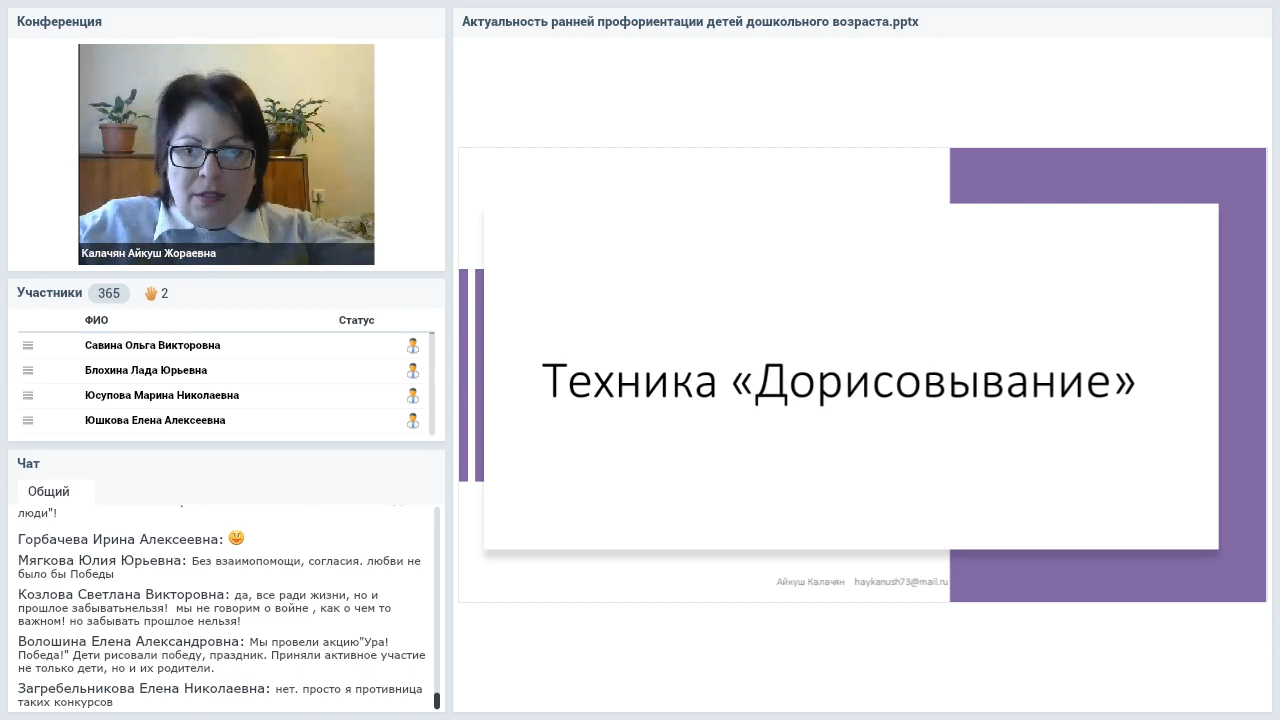 Конференция
Калачян Айкуш Жораевна
Участники 365 2
ФИО Статус
Савина Ольга Викторовна
Блохина Лада Юрьевна
Юсупова Марина Николаевна
Юшкова Елена Алексеевна
Чат
Общий
люди"!
Горбачева Ирина Алексеевна:
Мягкова Юлия Юрьевна: Без взаимопомощи, согласия. любви не
было бы Победы
Козлова Светлана Викторовна: да, все ради жизни, но и
прошлое забыватьнельзя! мы не говорим о войне , как о чем то
важном! но забывать прошлое нельзя!
Волошина Елена Александровна: Мы провели акцию"Ура!
Победа!" Дети рисовали победу, праздник. Приняли активное участие
не только дети, но и их родители.
Загребельникова Елена Николаевна: нет. просто я противница
таких конкурсов
Актуальность ранней профориентации детей дошкольного возраста.pptx
Техника «Дорисовывание»
Айкуш Калачян haykanush73@mail.ru